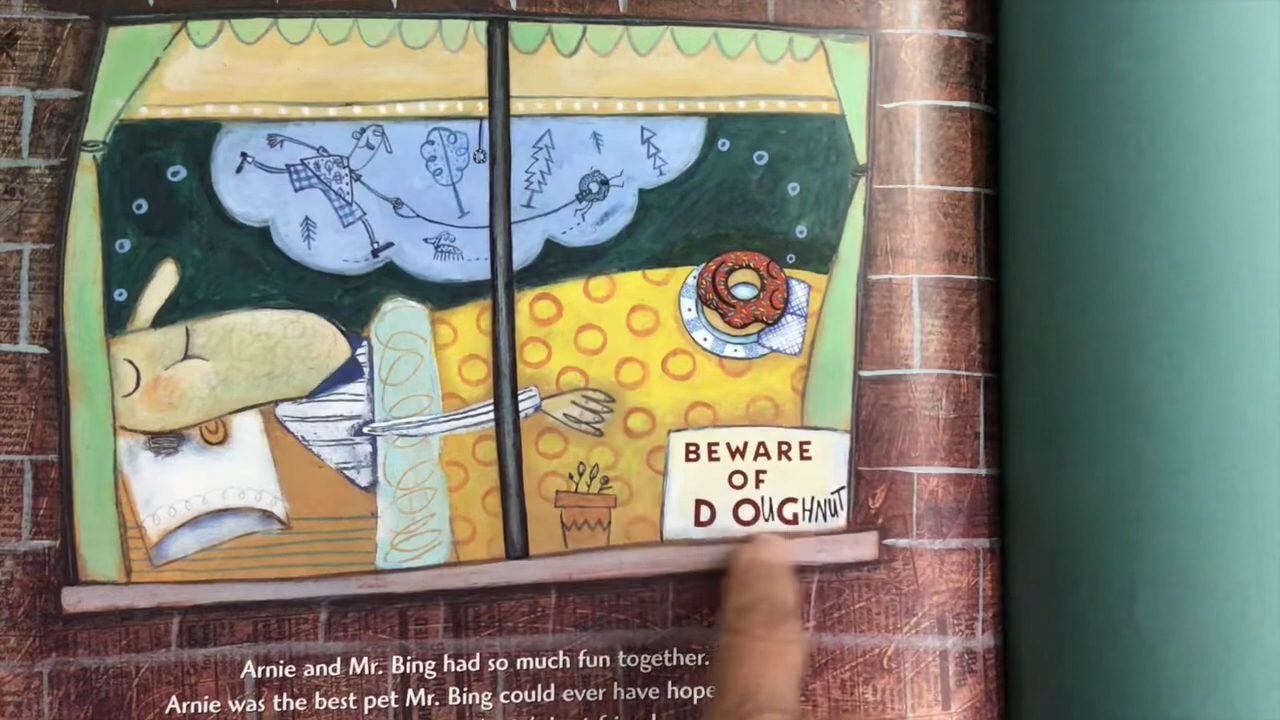 BEWARE
OF
DOUGHNUT
Arnie and Mr. Bing had so much fun together.
Arnie was the best pet Mr. Bing could ever have